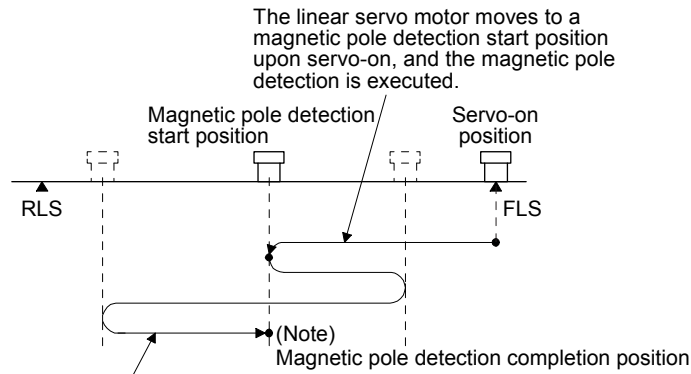 The linear servo motor moves to a
magnetic pole detection start position
upon servo-on, and the magnetic pole
detection is executed.
Magnetic pole detection
start position
Servo-on
position
RLS
FLS
(Note)
Magnetic pole detection completion position